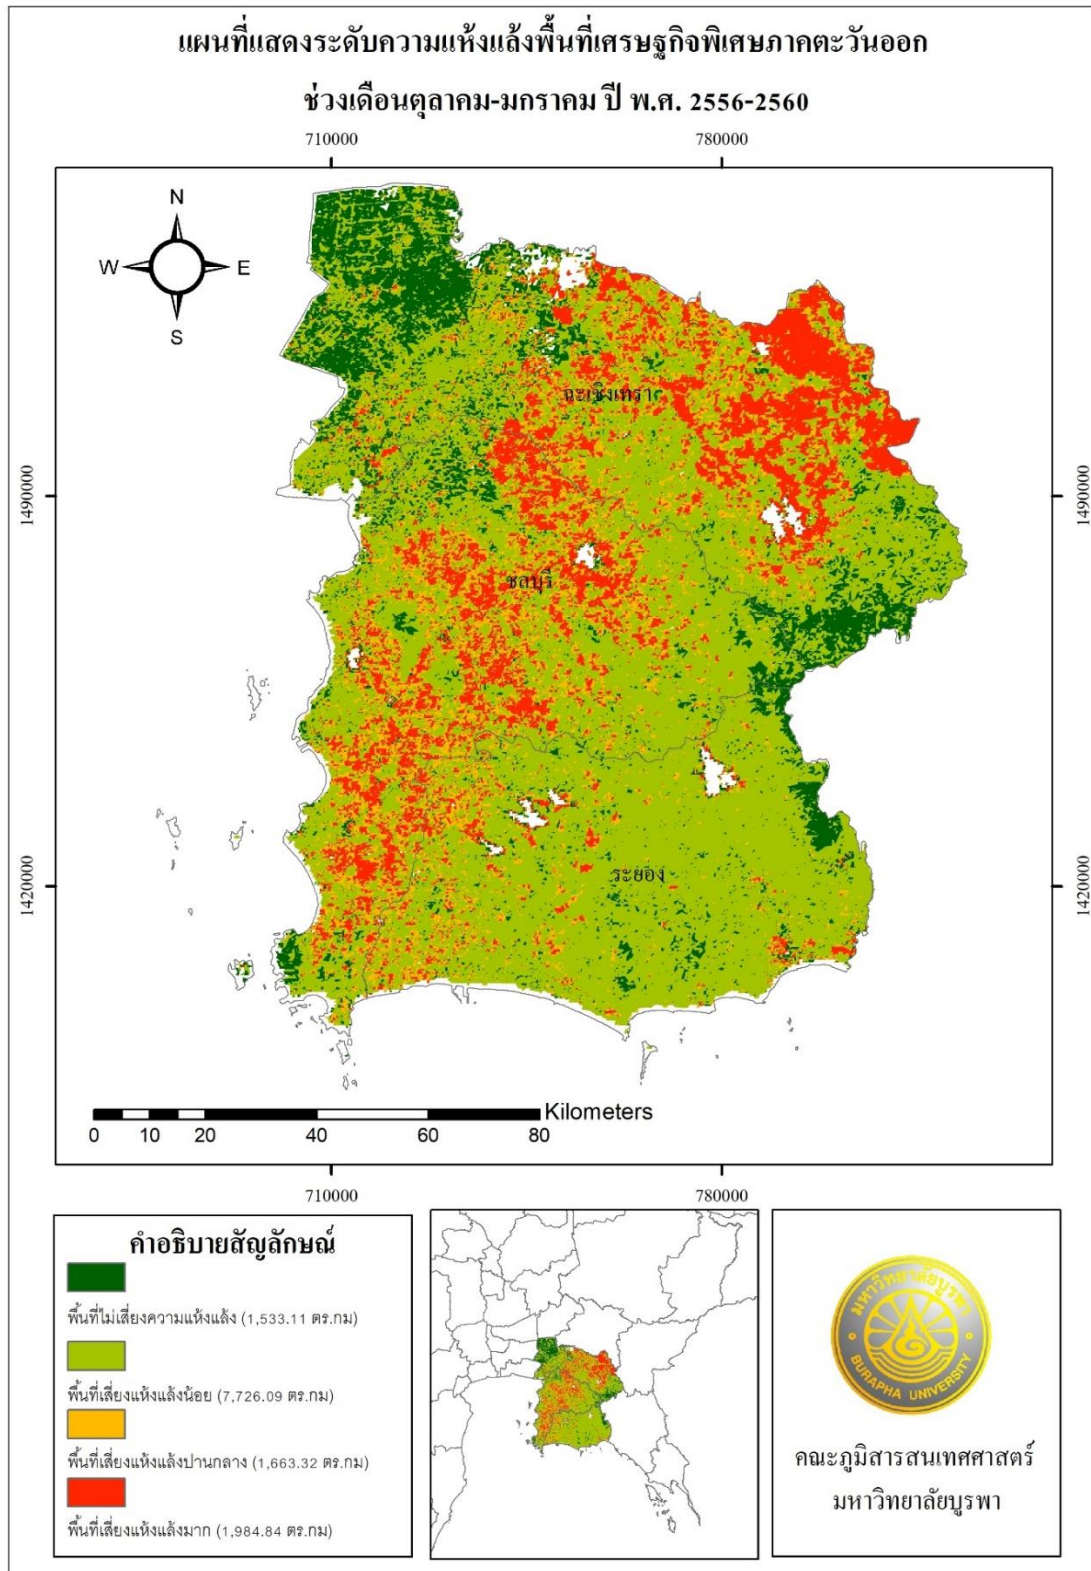 แผนที่แสดงระดับความแห้งแล้งพื้นที่เศรษฐกิจพิเศษภาคตะวันออก
ช่วงเดือนตุลาคม-มกราคม ปี พ.ศ. 2556-2560
710000 780000
N
W E
S
ฉะเชิงเทรา
1490000 1490000
ชลบุรี
1420000 1420000
ระยอง
Kilometers
0 10 20 40 60 80
710000 780000
คำอธิบายสัญลักษณ์
พื้นที่ไม่เสี่ยงความแห้งแล้ง (1,533.11 ตร.กม)
พื้นที่เสี่ยงแห้งแล้งน้อย (7,726.09 ตร.กม)
พื้นที่เสี่ยงแห้งแล้งปานกลาง (1,663.32 ตร.กม)
พื้นที่เสี่ยงแห้งแล้งมาก (1,984.84 ตร.กม)
มหาวิทยาลัยบูรพา
BURAPHA UNIVERSITY
คณะภูมิสารสนเทศศาสตร์
มหาวิทยาลัยบูรพา